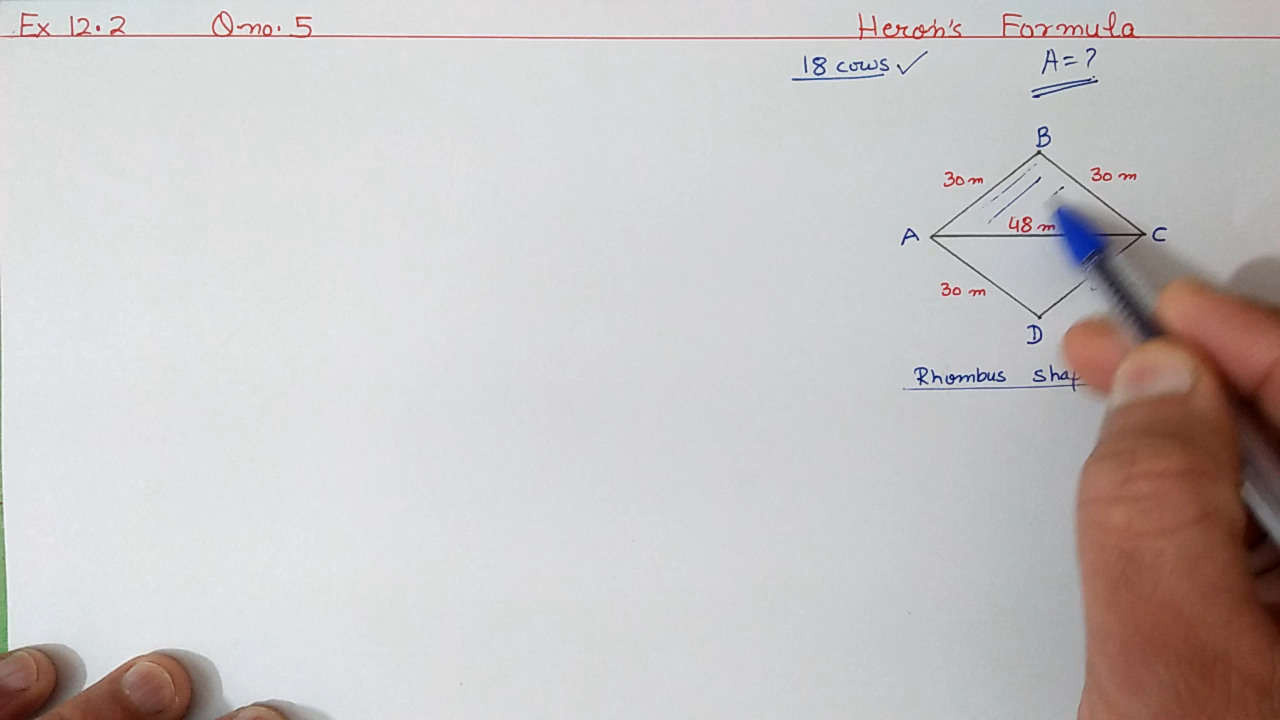 Ex 12.2 Q no. 5 Heron's Formula
18 cows ✓ A = ?
B
30 m 30 m
48 m
A C
30 m
D
Rhombus